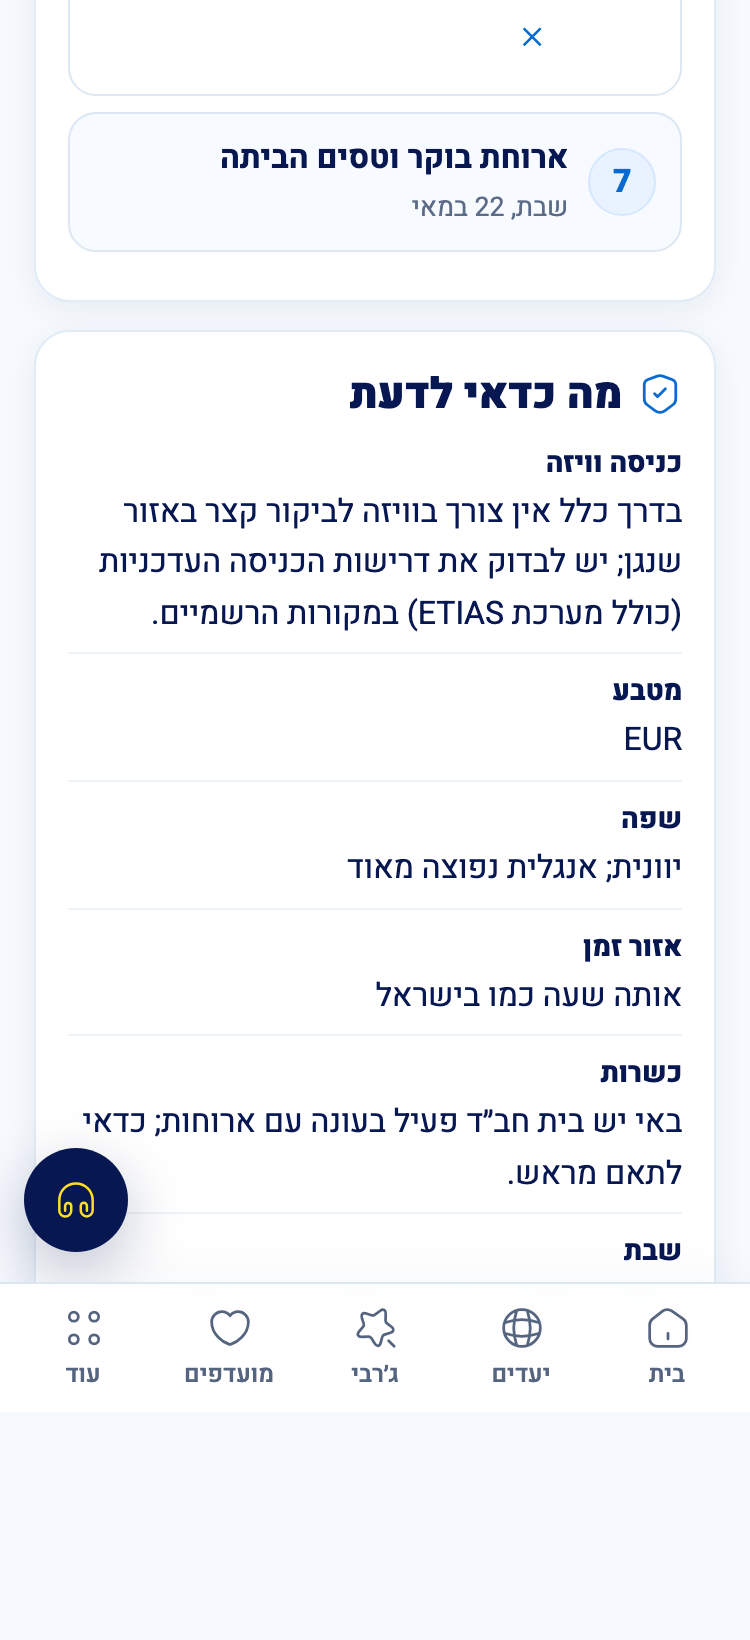 7
ארוחת בוקר וטסים הביתה
שבת, 22 במאי
מה כדאי לדעת
כניסה וויזה
בדרך כלל אין צורך בוויזה לביקור קצר באזור
שנגן; יש לבדוק את דרישות הכניסה העדכניות
(כולל מערכת ETIAS) במקורות הרשמיים.
מטבע
EUR
שפה
יוונית; אנגלית נפוצה מאוד
אזור זמן
אותה שעה כמו בישראל
כשרות
באי יש בית חב״ד פעיל בעונה עם ארוחות; כדאי
לתאם מראש.
שבת
בית
יעדים
ג׳רבי
מועדפים
עוד